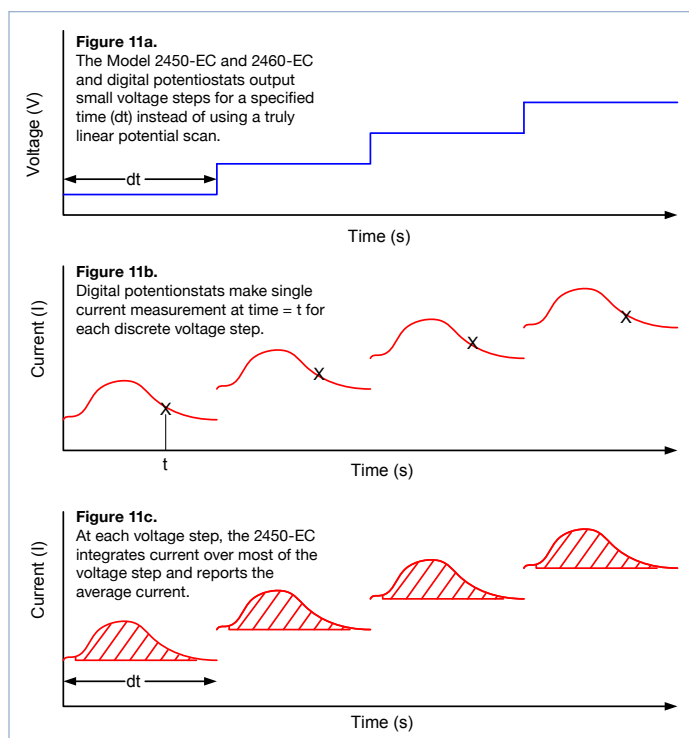 Figure 11a.
The Model 2450-EC and 2460-EC
and digital potentiostats output
small voltage steps for a specified
time (dt) instead of using a truly
linear potential scan.
Voltage (V)
dt
Time (s)
Figure 11b.
Digital potentionstats make single
current measurement at time = t for
each discrete voltage step.
Current (I)
X
X
X
X
t
Time (s)
Figure 11c.
At each voltage step, the 2450-EC
integrates current over most of the
voltage step and reports the
average current.
Current (I)
dt
Time (s)